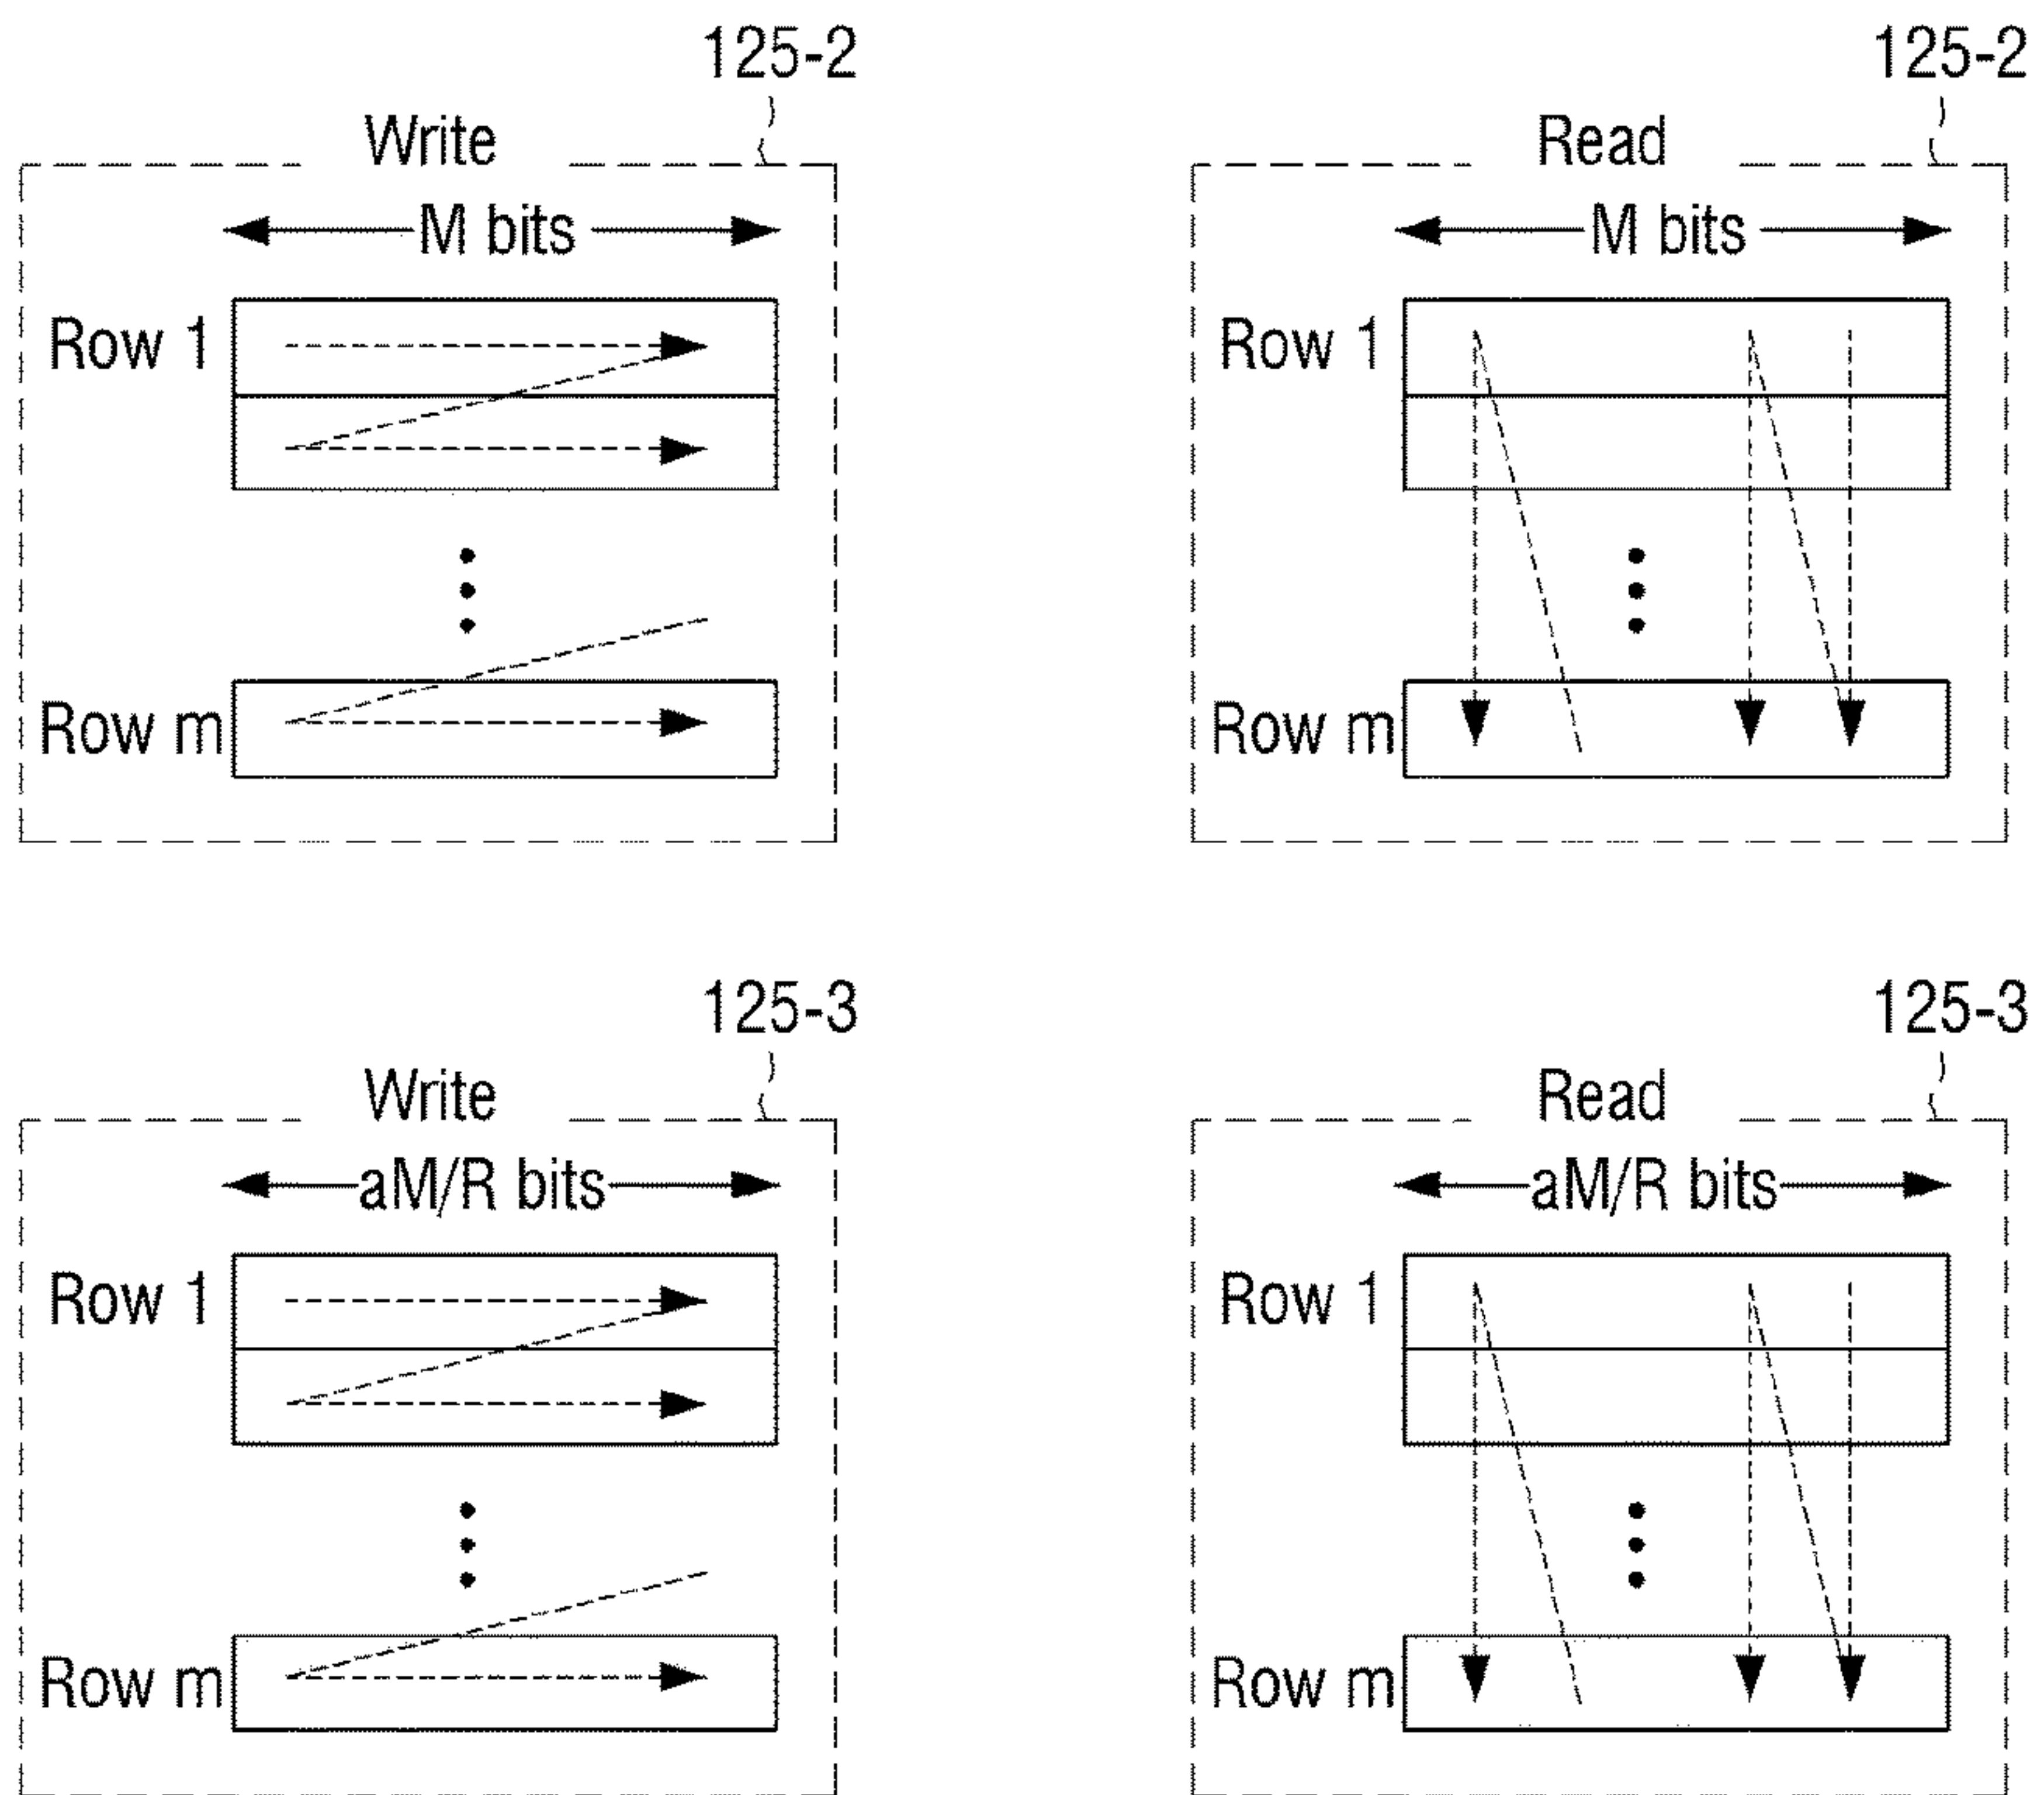 125-2
Write
M bits
Row 1
Row m
125-2
Read
M bits
Row 1
Row m
125-3
Write
aM/R bits
Row 1
Row m
125-3
Read
aM/R bits
Row 1
Row m